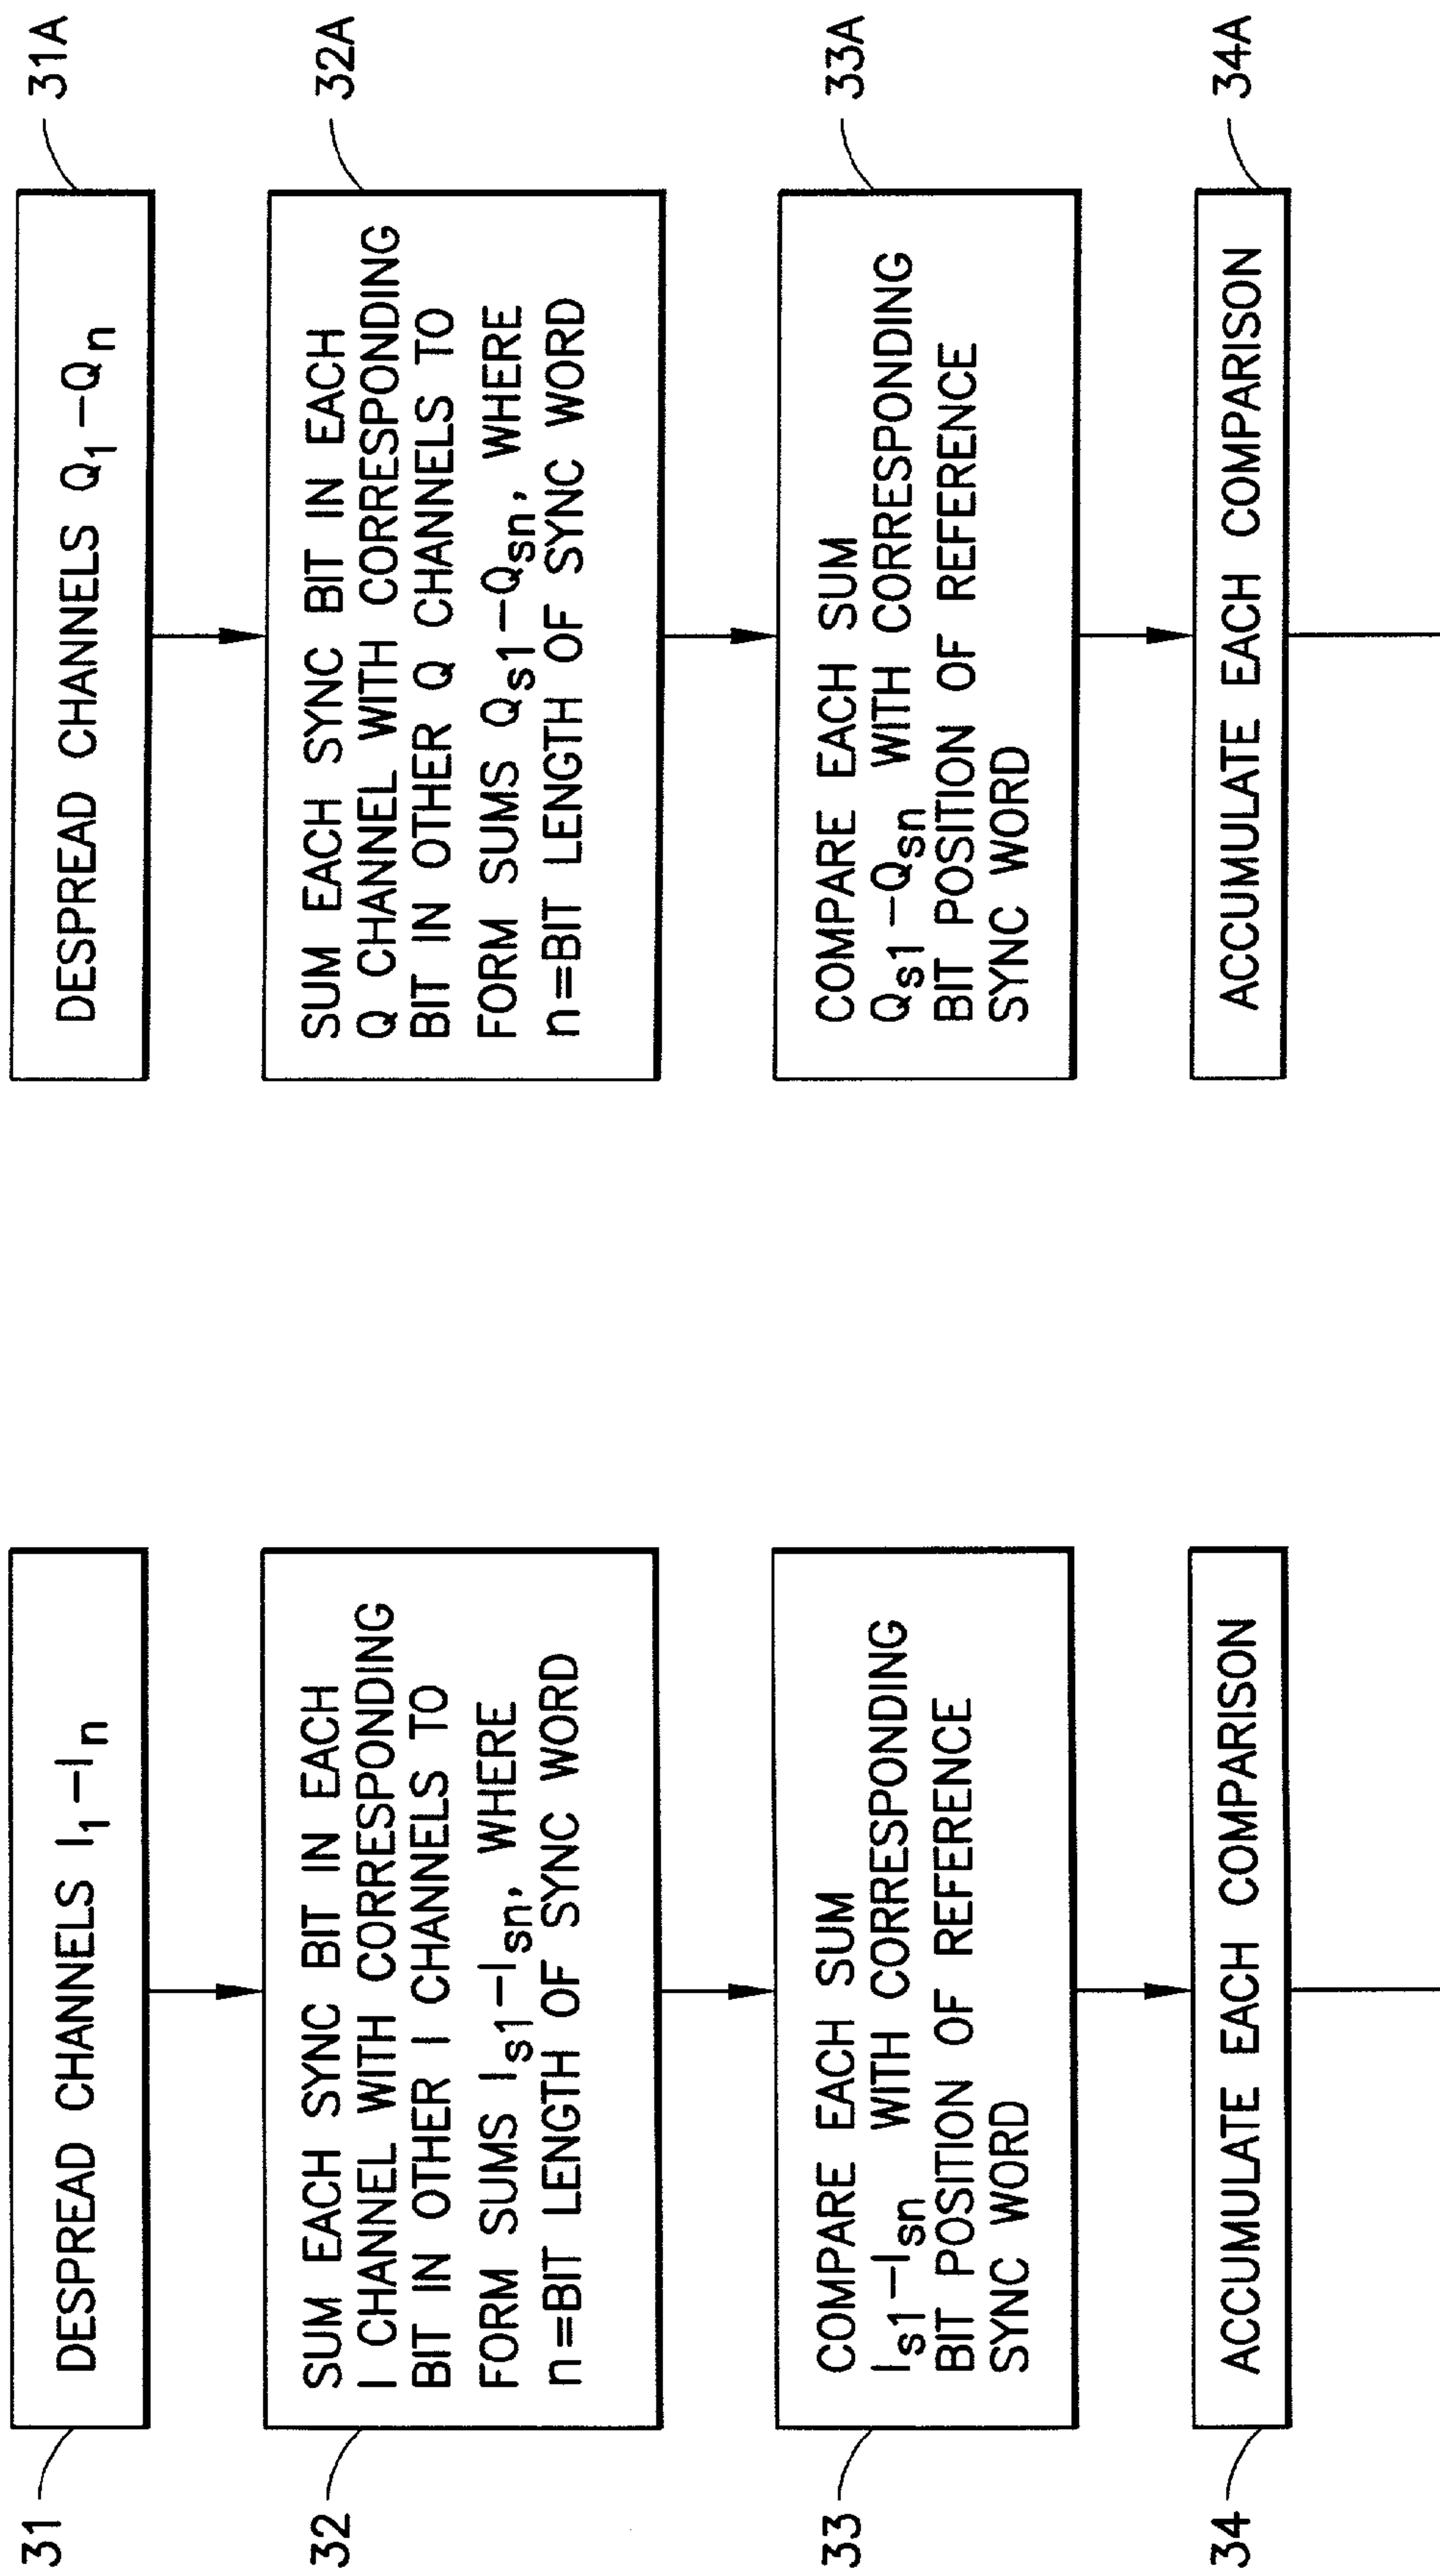 31
DESPREAD CHANNELS I1–In
32
SUM EACH SYNC BIT IN EACH
I CHANNEL WITH CORRESPONDING
BIT IN OTHER I CHANNELS TO
FORM SUMS Is1–Isn, WHERE
n=BIT LENGTH OF SYNC WORD
33
COMPARE EACH SUM
Is1–Isn WITH CORRESPONDING
BIT POSITION OF REFERENCE
SYNC WORD
34
ACCUMULATE EACH COMPARISON
31A
DESPREAD CHANNELS Q1–Qn
32A
SUM EACH SYNC BIT IN EACH
Q CHANNEL WITH CORRESPONDING
BIT IN OTHER Q CHANNELS TO
FORM SUMS Qs1–Qsn, WHERE
n=BIT LENGTH OF SYNC WORD
33A
COMPARE EACH SUM
Qs1–Qsn WITH CORRESPONDING
BIT POSITION OF REFERENCE
SYNC WORD
34A
ACCUMULATE EACH COMPARISON